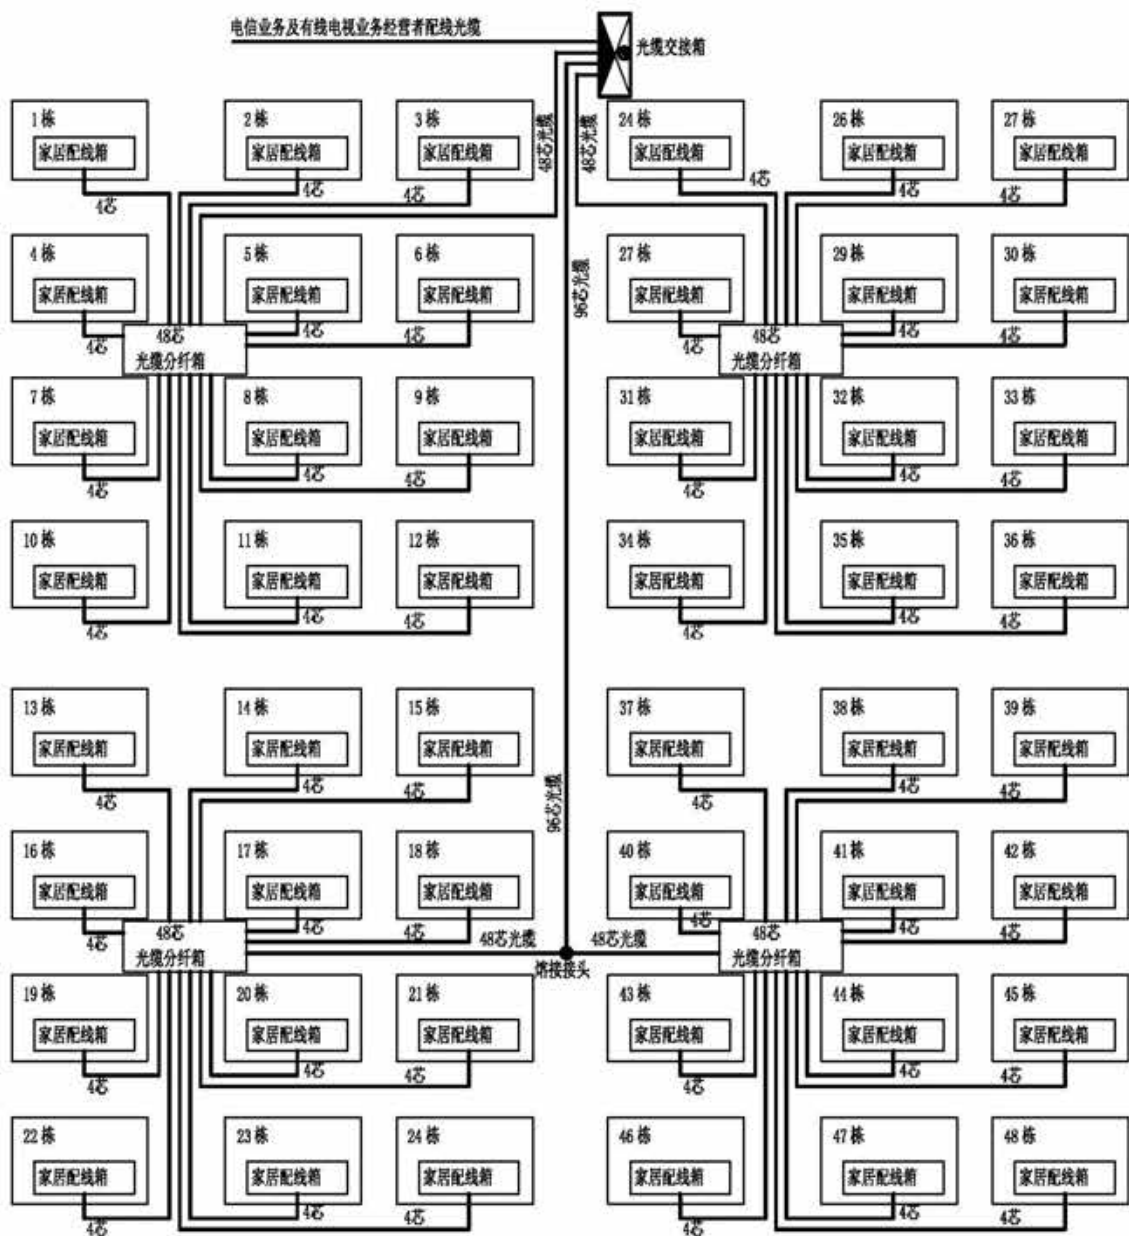 电信业务及有线电视业务经营者配线光缆
光缆交接箱
48芯光缆
48芯光缆
96芯光缆
1栋
家居配线箱
4芯
2栋
家居配线箱
4芯
3栋
家居配线箱
4芯
24栋
家居配线箱
4芯
26栋
家居配线箱
4芯
27栋
家居配线箱
4芯
4栋
家居配线箱
4芯
5栋
家居配线箱
4芯
6栋
家居配线箱
4芯
48芯
光缆分纤箱
27栋
家居配线箱
4芯
29栋
家居配线箱
4芯
30栋
家居配线箱
4芯
48芯
光缆分纤箱
7栋
家居配线箱
4芯
8栋
家居配线箱
4芯
9栋
家居配线箱
4芯
31栋
家居配线箱
4芯
32栋
家居配线箱
4芯
33栋
家居配线箱
4芯
10栋
家居配线箱
4芯
11栋
家居配线箱
4芯
12栋
家居配线箱
4芯
34栋
家居配线箱
4芯
35栋
家居配线箱
4芯
36栋
家居配线箱
4芯
13栋
家居配线箱
4芯
14栋
家居配线箱
4芯
15栋
家居配线箱
4芯
96芯光缆
37栋
家居配线箱
4芯
38栋
家居配线箱
4芯
39栋
家居配线箱
4芯
16栋
家居配线箱
4芯
17栋
家居配线箱
4芯
18栋
家居配线箱
4芯
48芯
光缆分纤箱
48芯光缆
48芯光缆
熔接接头
40栋
家居配线箱
4芯
41栋
家居配线箱
4芯
42栋
家居配线箱
4芯
48芯
光缆分纤箱
19栋
家居配线箱
4芯
20栋
家居配线箱
4芯
21栋
家居配线箱
4芯
43栋
家居配线箱
4芯
44栋
家居配线箱
4芯
45栋
家居配线箱
4芯
22栋
家居配线箱
4芯
23栋
家居配线箱
4芯
24栋
家居配线箱
4芯
46栋
家居配线箱
4芯
47栋
家居配线箱
4芯
48栋
家居配线箱
4芯